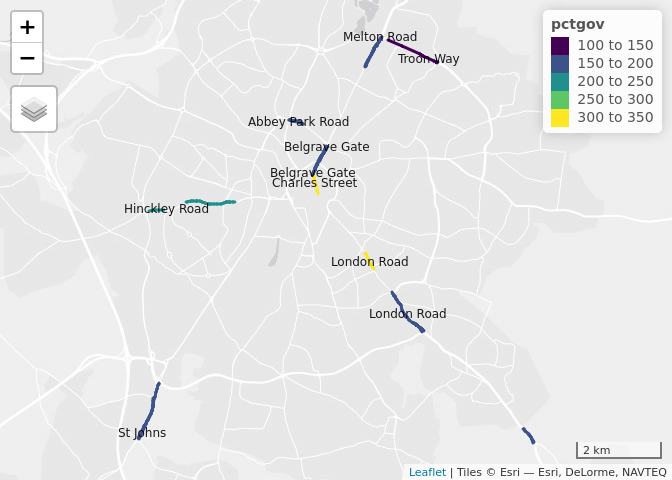 +
−
Melton Road
Troon Way
Abbey Park Road
Belgrave Gate
Belgrave Gate
Charles Street
Hinckley Road
London Road
London Road
St Johns
pctgov
100 to 150
150 to 200
200 to 250
250 to 300
300 to 350
2 km
Leaflet | Tiles © Esri — Esri, DeLorme, NAVTEQ